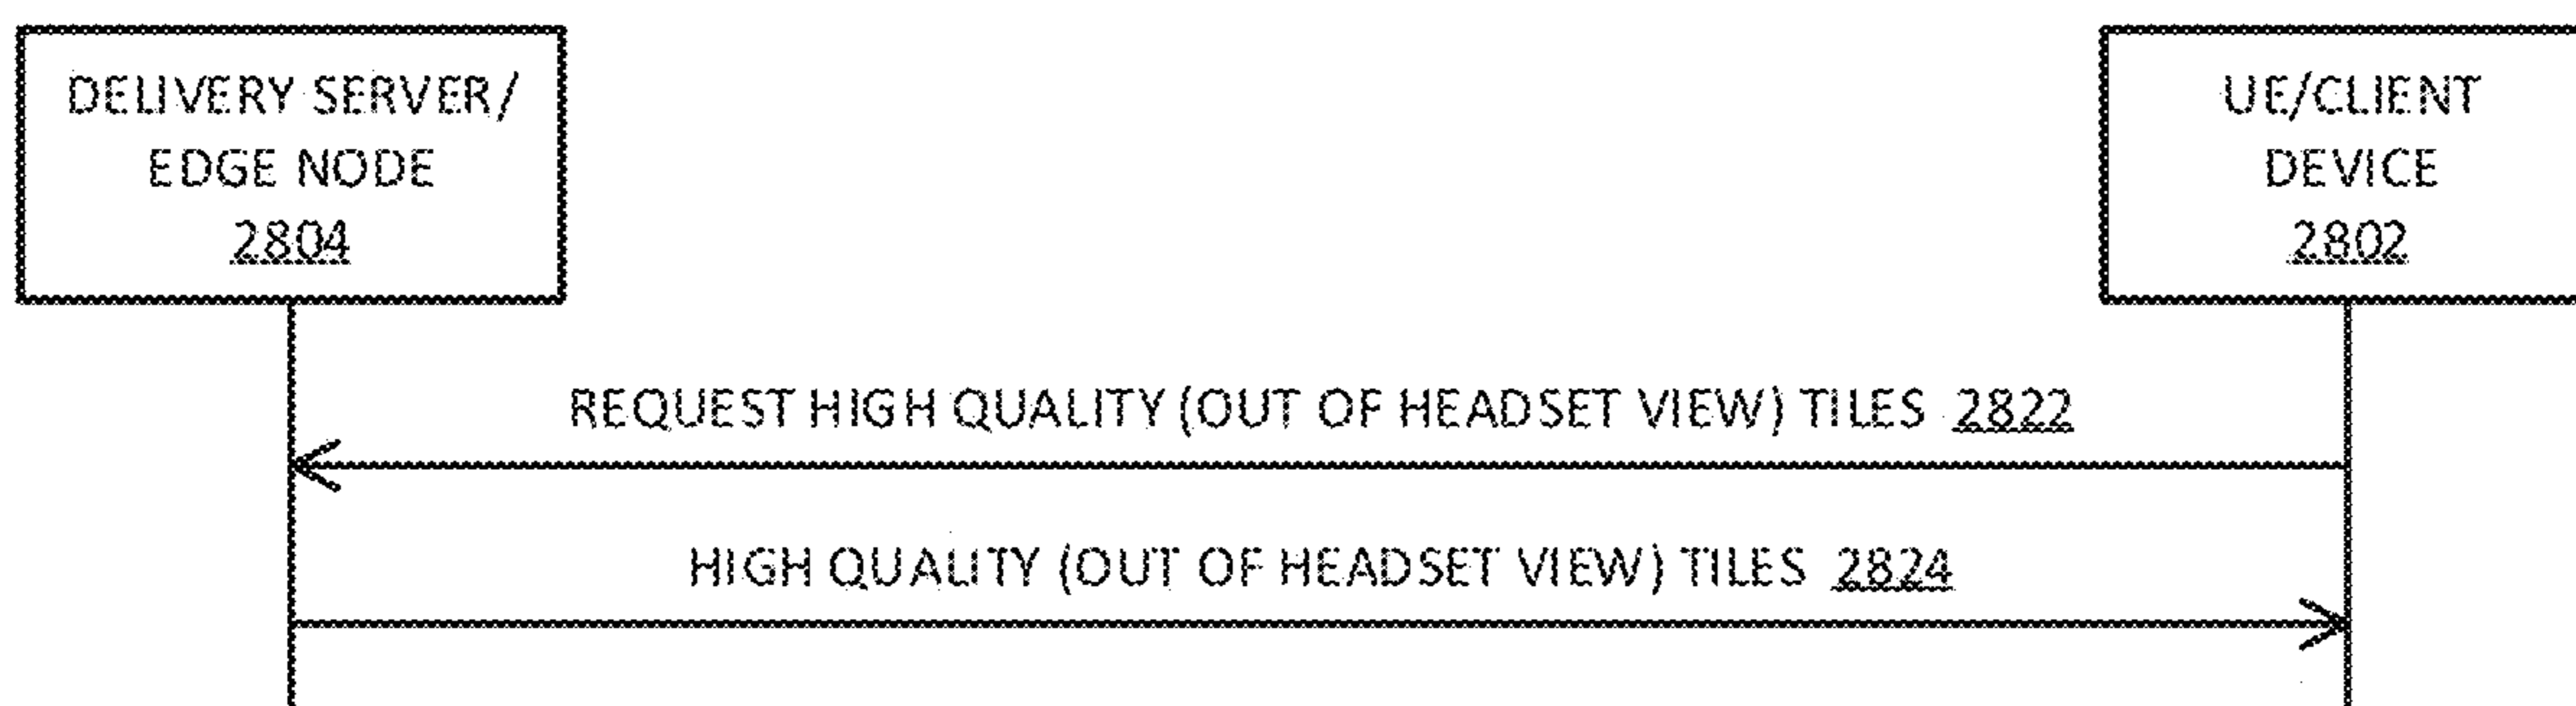 DELIVERY SERVER/
EDGE NODE
2804
UE/CLIENT
DEVICE
2802
REQUEST HIGH QUALITY (OUT OF HEADSET VIEW) TILES 2822
HIGH QUALITY (OUT OF HEADSET VIEW) TILES 2824